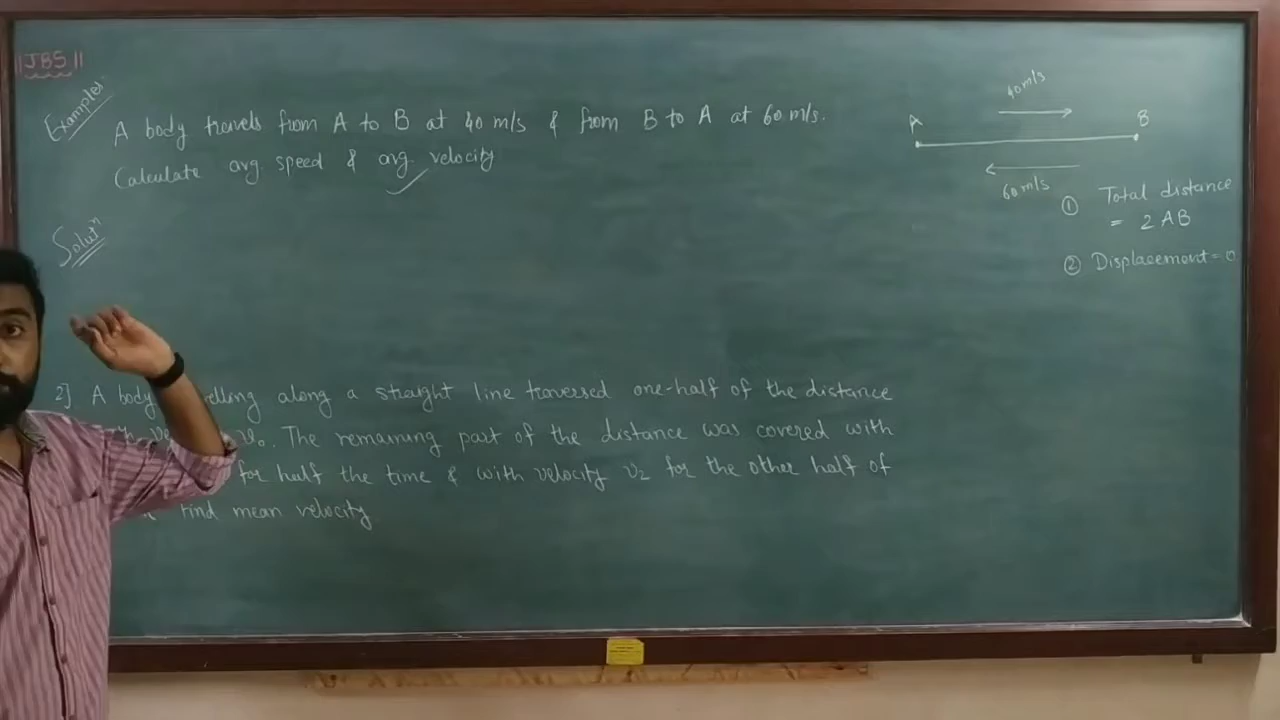 ||JBS||
Examples
A body travels from A to B at 40 m/s & from B to A at 60 m/s.
Calculate avg. speed & avg. velocity
Solutⁿ
40 m/s
A B
60 m/s
① Total distance
= 2 AB
② Displacement = 0
2] A body elling along a straight line traversed one-half of the distance
v₀. The remaining part of the distance was covered with
for half the time & with velocity v₂ for the other half of
Find mean velocity